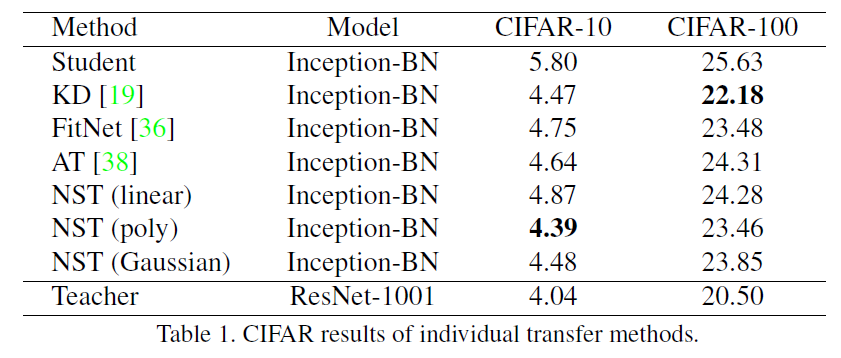 Method Model CIFAR-10 CIFAR-100
Student Inception-BN 5.80 25.63
KD [19] Inception-BN 4.47 22.18
FitNet [36] Inception-BN 4.75 23.48
AT [38] Inception-BN 4.64 24.31
NST (linear) Inception-BN 4.87 24.28
NST (poly) Inception-BN 4.39 23.46
NST (Gaussian) Inception-BN 4.48 23.85
Teacher ResNet-1001 4.04 20.50
Table 1. CIFAR results of individual transfer methods.